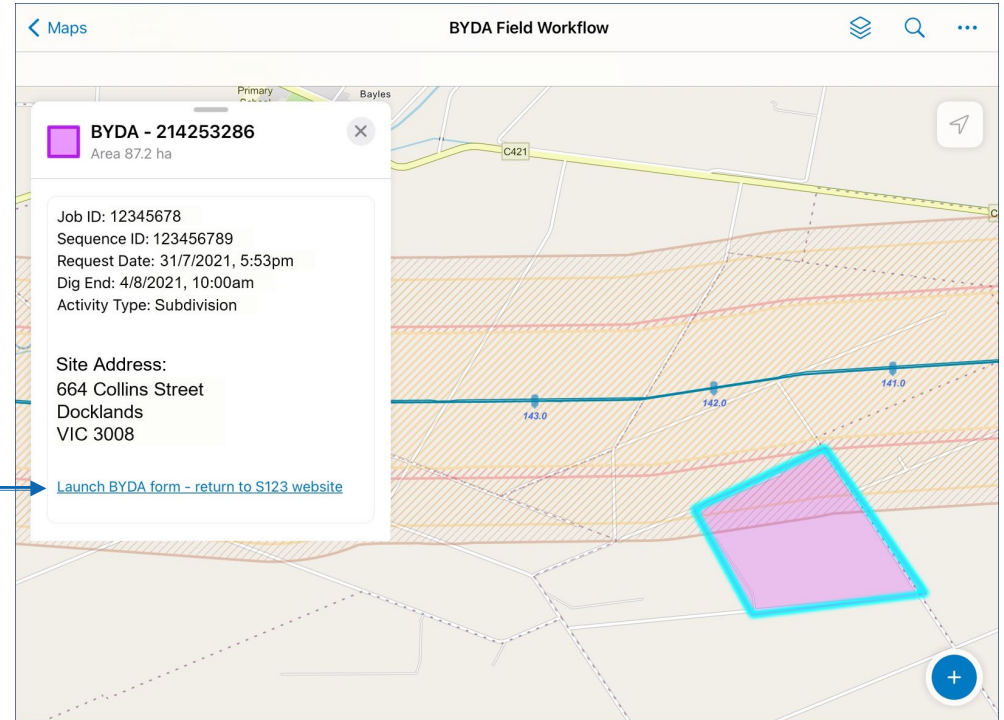 Maps
BYDA Field Workflow
Primary
School
Bayles
BYDA - 214253286
Area 87.2 ha
C421
Job ID: 12345678
Sequence ID: 123456789
Request Date: 31/7/2021, 5:53pm
Dig End: 4/8/2021, 10:00am
Activity Type: Subdivision
Site Address:
664 Collins Street
Docklands
VIC 3008
143.0
142.0
141.0
Launch BYDA form - return to S123 website